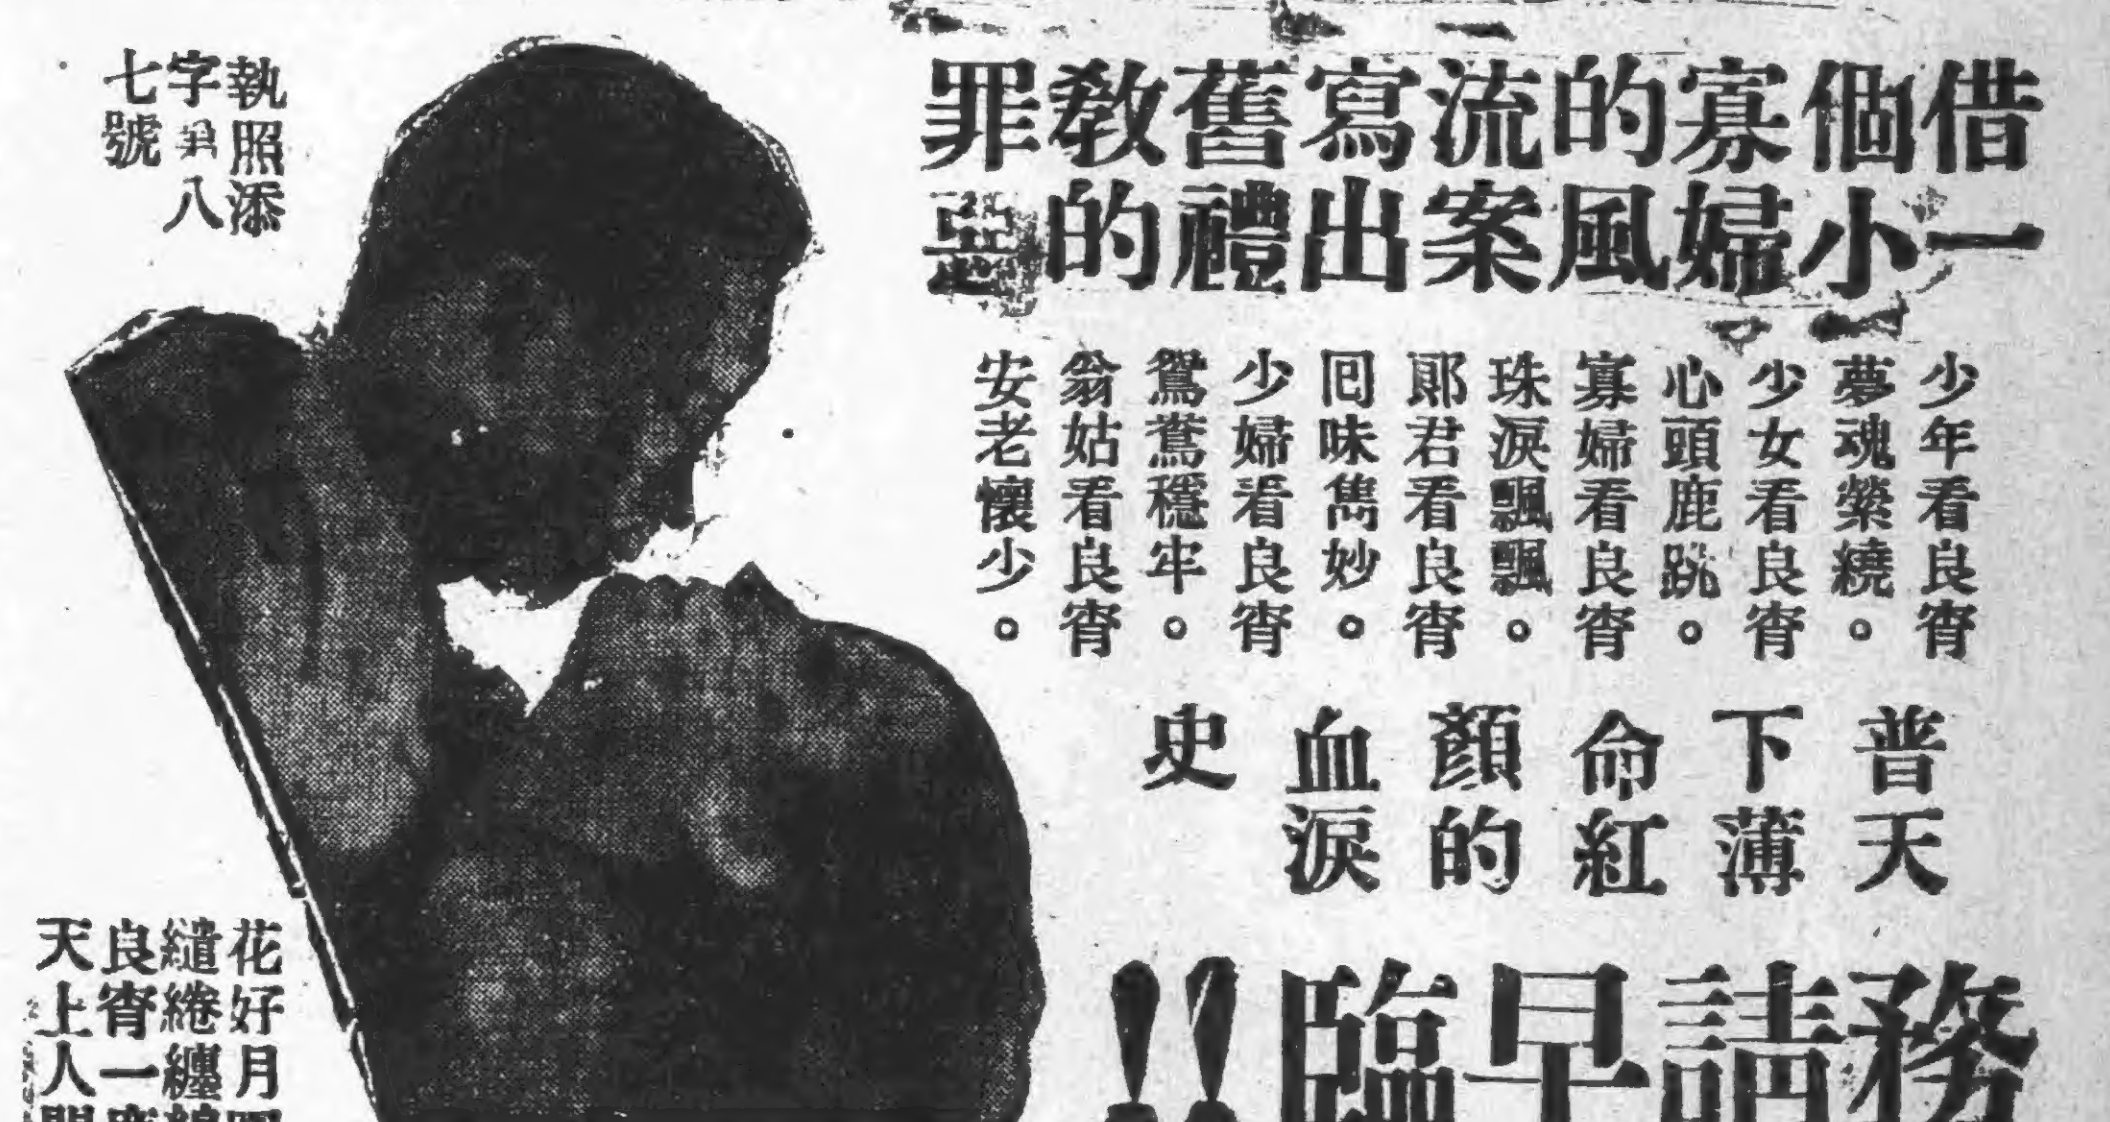 借一
個小
寡婦
的風
流案
寫出
舊禮
教的
罪惡
少年看良宵
夢魂縈繞。
少女看良宵
心頭鹿跳。
寡婦看良宵
珠淚飄飄。
郎君看良宵
囘味雋妙。
少婦看良宵
鴛鴦穩牢。
翁姑看良宵
安老懷少。
普天
下薄
命紅
顏的
血淚
史
務請早臨!!
執照添
字第八
七號
花好月
繾綣纏
良宵一
天上人間